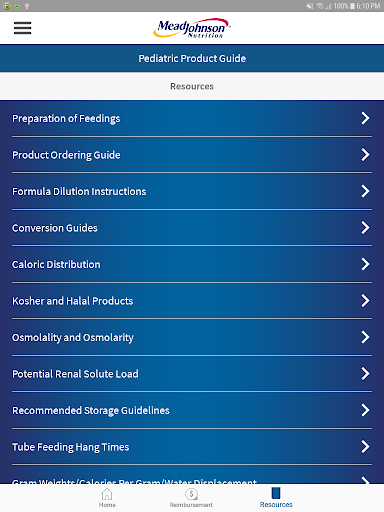 100% 6:10 PM
MeadJohnson™
Nutrition
Pediatric Product Guide
Resources
Preparation of Feedings
Product Ordering Guide
Formula Dilution Instructions
Conversion Guides
Caloric Distribution
Kosher and Halal Products
Osmolality and Osmolarity
Potential Renal Solute Load
Recommended Storage Guidelines
Tube Feeding Hang Times
Gram Weights/Calories Per Gram/Water Displacement
Home Reimbursement Resources